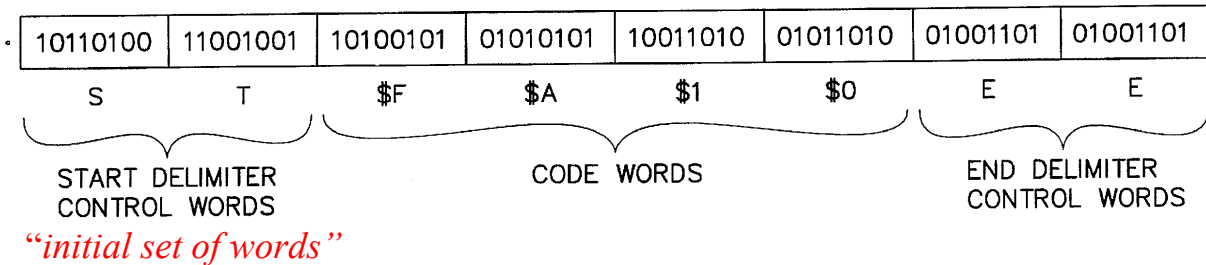 10110100 11001001 10100101 01010101 10011010 01011010 01001101 01001101
S T $F $A $1 $0 E E
START DELIMITER CONTROL WORDS
CODE WORDS
END DELIMITER CONTROL WORDS
“initial set of words”